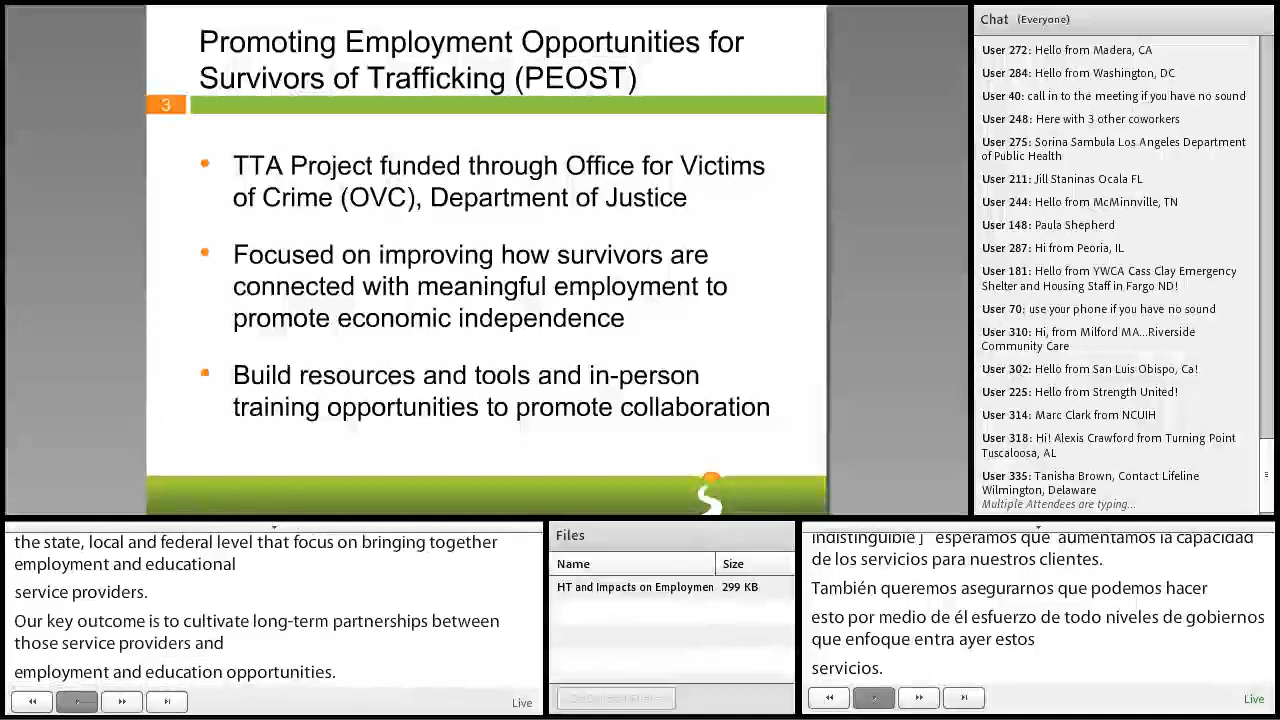 Promoting Employment Opportunities for
Survivors of Trafficking (PEOST)
3
TTA Project funded through Office for Victims
of Crime (OVC), Department of Justice
Focused on improving how survivors are
connected with meaningful employment to
promote economic independence
Build resources and tools and in-person
training opportunities to promote collaboration
Chat (Everyone)
User 272: Hello from Madera, CA
User 284: Hello from Washington, DC
User 40: call in to the meeting if you have no sound
User 248: Here with 3 other coworkers
User 275: Sorina Sambula Los Angeles Department
of Public Health
User 211: Jill Staninas Ocala FL
User 244: Hello from McMinnville, TN
User 148: Paula Shepherd
User 287: Hi from Peoria, IL
User 181: Hello from YWCA Cass Clay Emergency
Shelter and Housing Staff in Fargo ND!
User 70: use your phone if you have no sound
User 310: Hi, from Milford MA...Riverside
Community Care
User 302: Hello from San Luis Obispo, Ca!
User 225: Hello from Strength United!
User 314: Marc Clark from NCUIH
User 318: Hi! Alexis Crawford from Turning Point
Tuscaloosa, AL
User 335: Tanisha Brown, Contact Lifeline
Wilmington, Delaware
Multiple Attendees are typing...
the state, local and federal level that focus on bringing together
employment and educational
service providers.
Our key outcome is to cultivate long-term partnerships between
those service providers and
employment and education opportunities.
Live
Files
Name Size
HT and Impacts on Employmen 299 KB
indistinguible] esperamos que aumentamos la capacidad
de los servicios para nuestros clientes.
También queremos asegurarnos que podemos hacer
esto por medio de él esfuerzo de todo niveles de gobiernos
que enfoque entra ayer estos
servicios.
Live